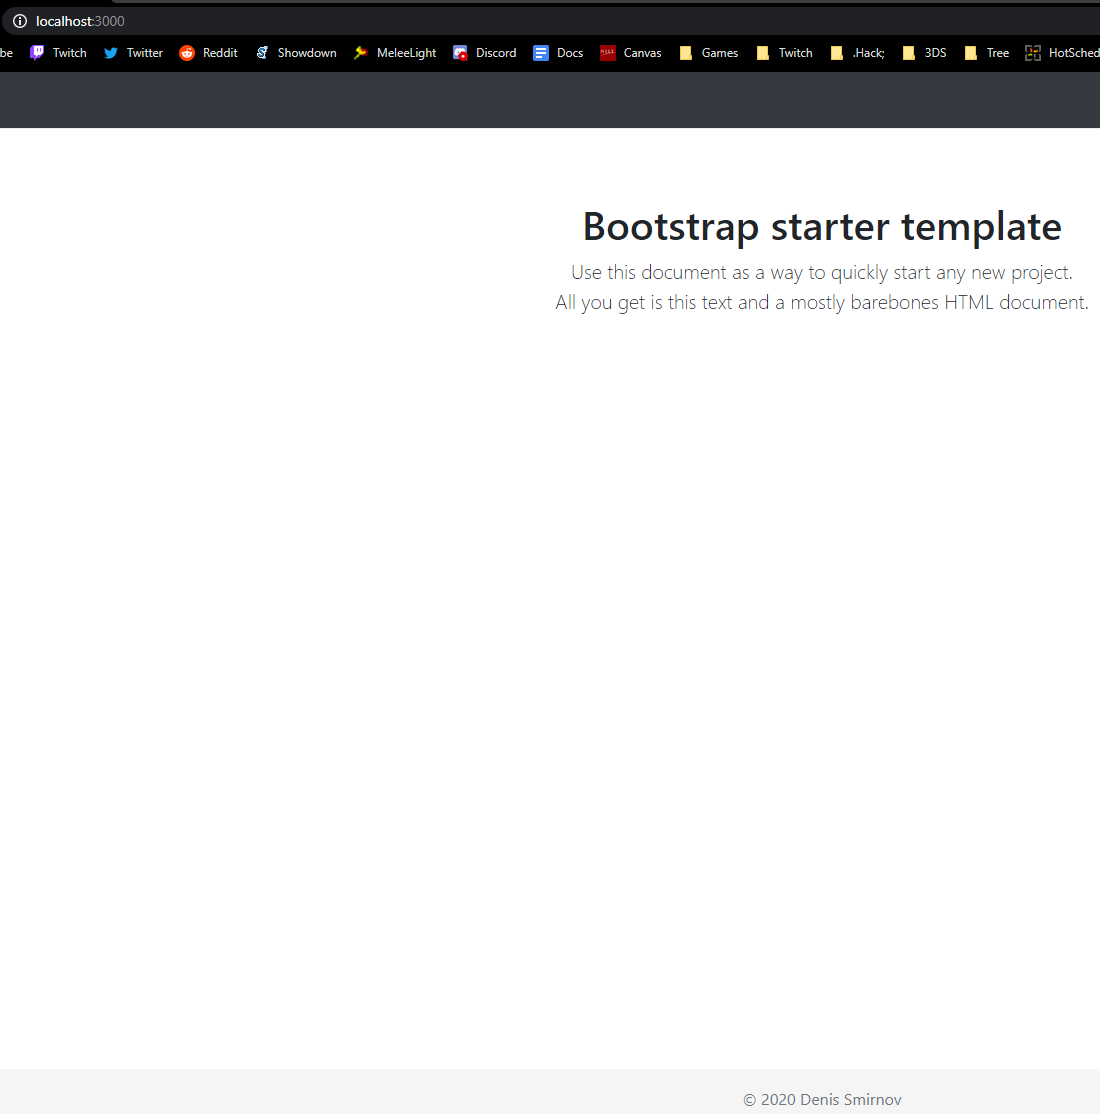 localhost:3000
be Twitch Twitter Reddit Showdown MeleeLight Discord Docs Canvas Games Twitch .Hack; 3DS Tree HotSched
Bootstrap starter template
Use this document as a way to quickly start any new project.
All you get is this text and a mostly barebones HTML document.
© 2020 Denis Smirnov